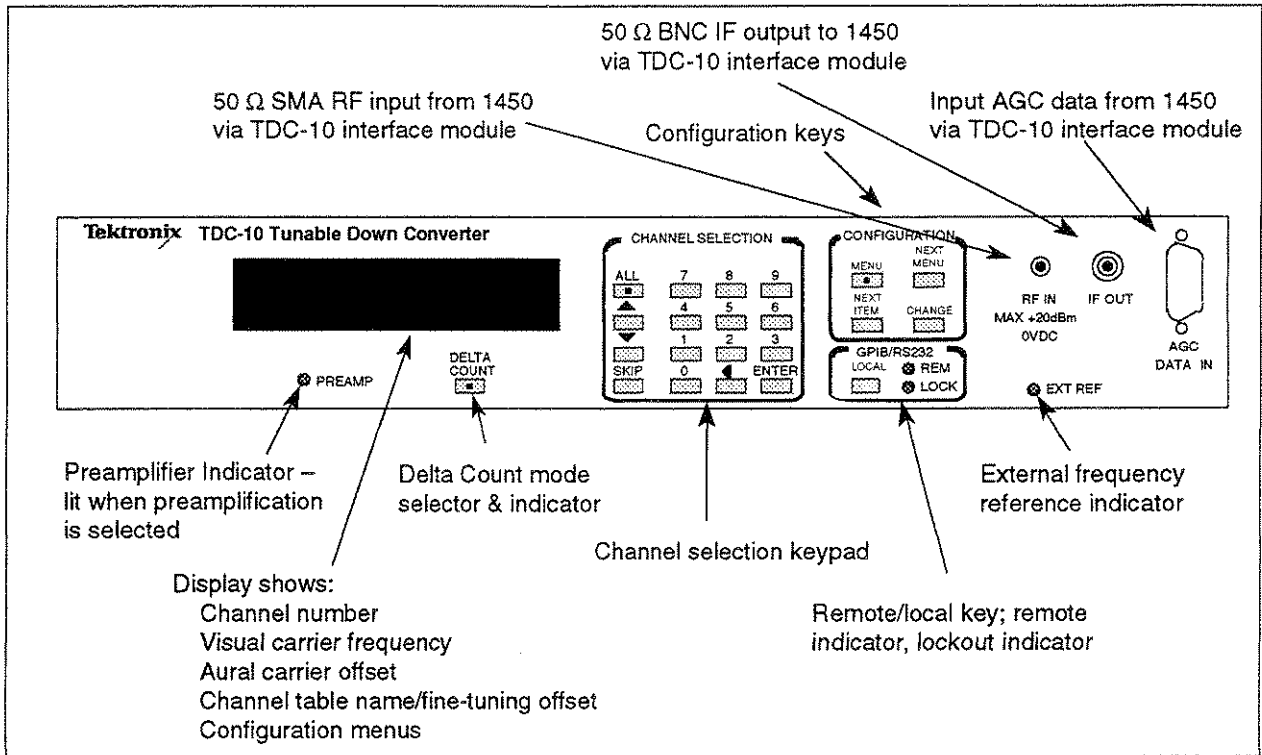 50 Ω BNC IF output to 1450
via TDC-10 interface module
50 Ω SMA RF input from 1450
via TDC-10 interface module
Configuration keys
Input AGC data from 1450
via TDC-10 interface module
Tektronix TDC-10 Tunable Down Converter
CHANNEL SELECTION
ALL 7 8 9
4 5 6
1 2 3
SKIP 0 ENTER
CONFIGURATION
MENU NEXT MENU
NEXT ITEM CHANGE
GPIB/RS232
LOCAL REM
LOCK
RF IN
MAX +20dBm
0VDC
IF OUT
AGC
DATA IN
PREAMP
DELTA
COUNT
EXT REF
Preamplifier Indicator –
lit when preamplification
is selected
Delta Count mode
selector & indicator
Channel selection keypad
External frequency
reference indicator
Display shows:
Channel number
Visual carrier frequency
Aural carrier offset
Channel table name/fine-tuning offset
Configuration menus
Remote/local key; remote
indicator, lockout indicator